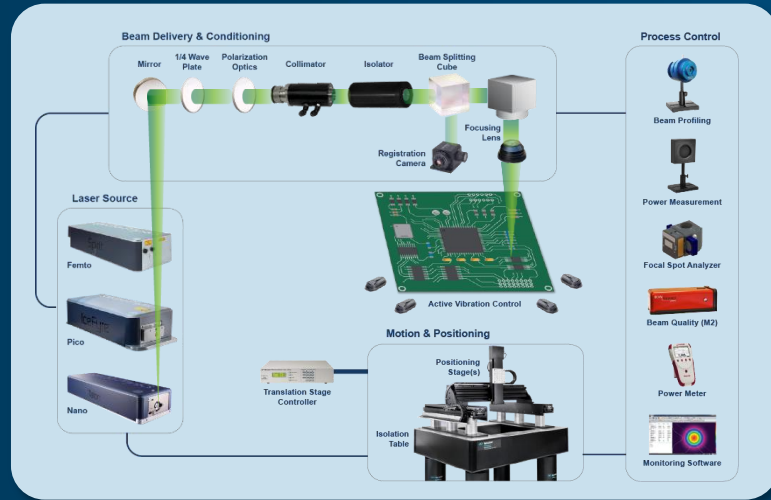 Beam Delivery & Conditioning
Mirror
1/4 Wave
Plate
Polarization
Optics
Collimator
Isolator
Beam Splitting
Cube
Focusing
Lens
Registration
Camera
Laser Source
Femto
Pico
Nano
Active Vibration Control
Motion & Positioning
Positioning
Stage(s)
Translation Stage
Controller
Isolation
Table
Process Control
Beam Profiling
Power Measurement
Focal Spot Analyzer
Beam Quality (M2)
Power Meter
Monitoring Software